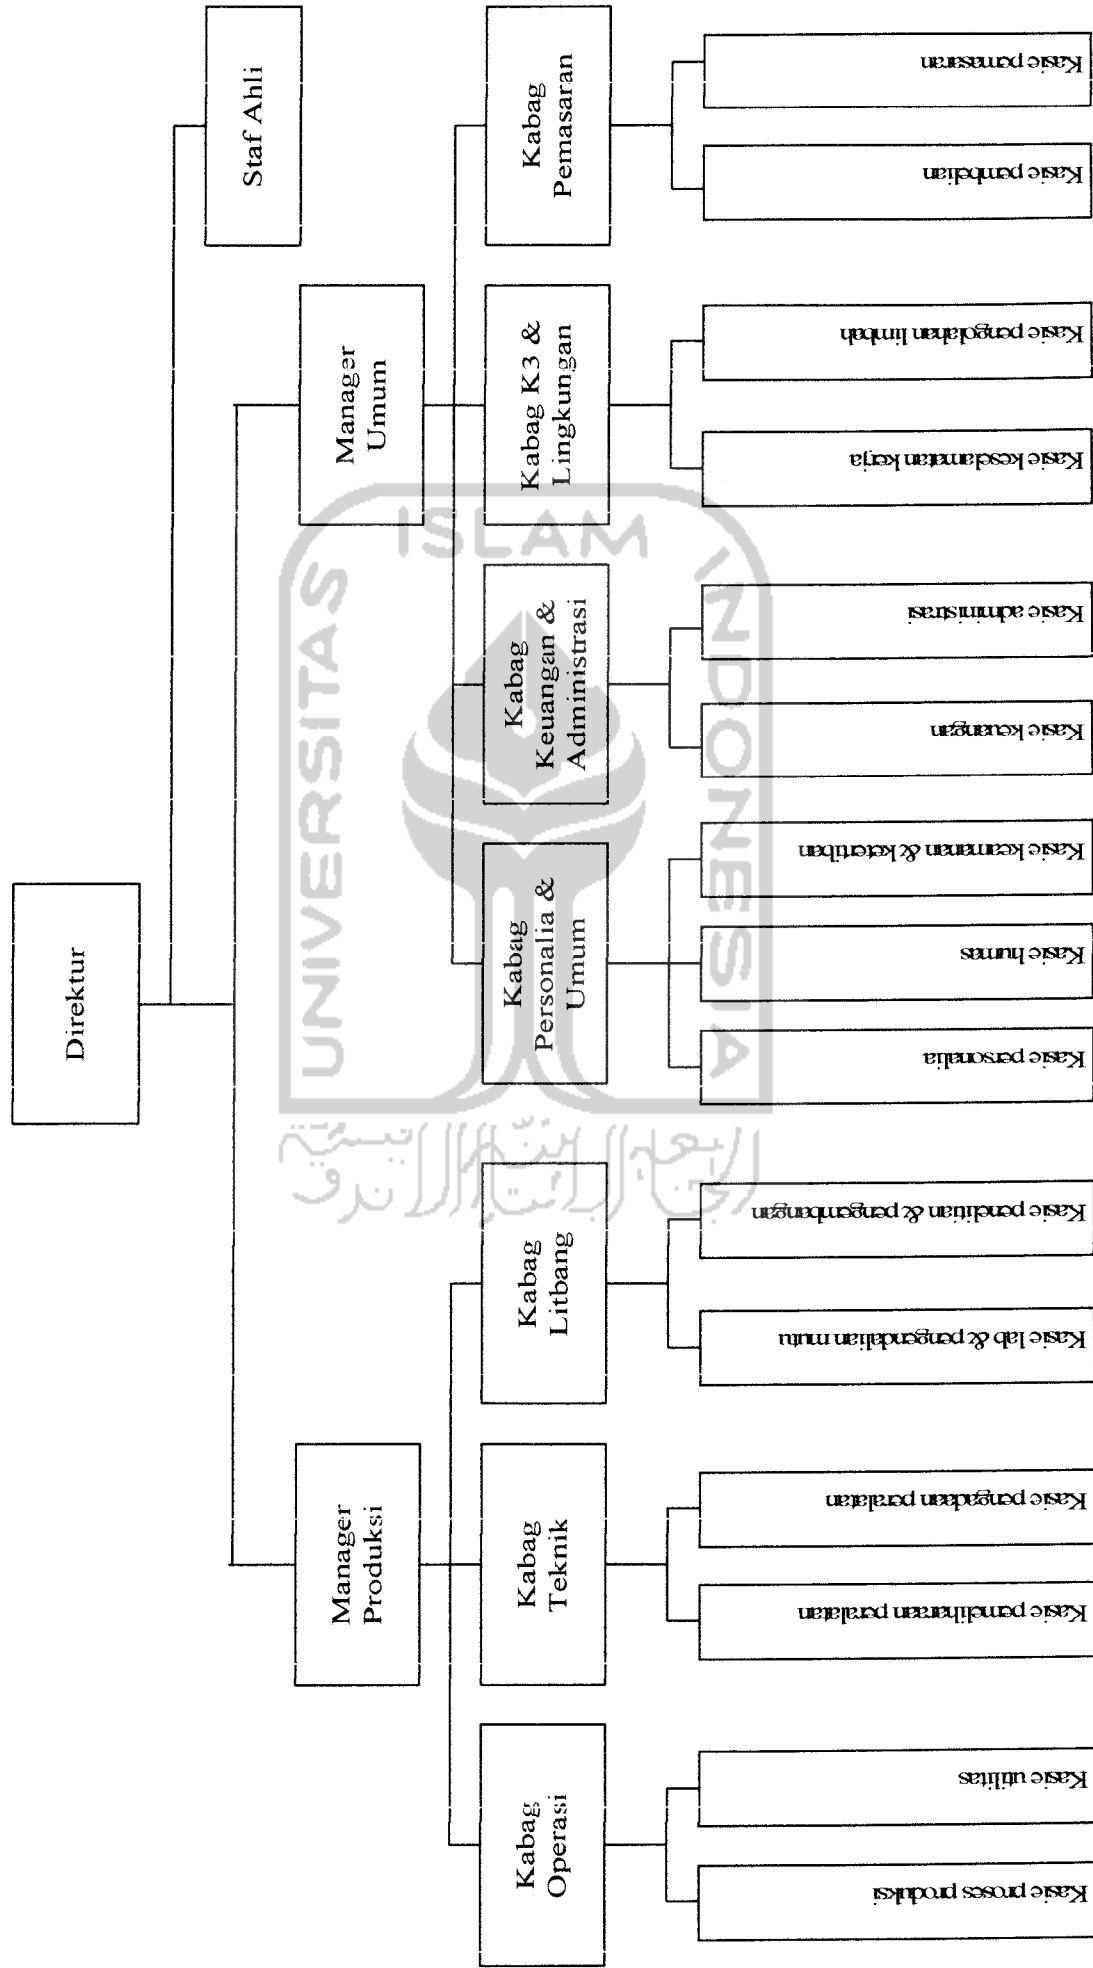 Direktur
Staf Ahli
Manager
Produksi
Manager
Umum
Kabag
Operasi
Kabag
Teknik
Kabag
Litbang
Kabag
Personalia &
Umum
Kabag
Keuangan &
Administrasi
Kabag K3 &
Lingkungan
Kabag
Pemasaran
Kasie proses produksi
Kasie utilitas
Kasie pemeliharaan peralatan
Kasie pengadaan peralatan
Kasie lab & pengendalian mutu
Kasie penelitian & pengembangan
Kasie personalia
Kasie humas
Kasie keamanan & ketertiban
Kasie keuangan
Kasie administrasi
Kasie keselamatan kerja
Kasie pengolahan limbah
Kasie pembelian
Kasie pemasaran
UNIVERSITAS
ISLAM
INDONESIA